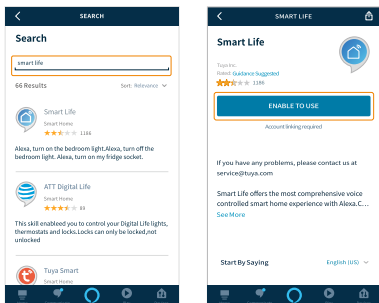 SEARCH
Search
smart life
66 Results
Sort: Relevance
Smart Life
Smart Home
1186
Alexa, turn on the bedroom light.Alexa, turn off the
bedroom light. Alexa, turn on my fridge socket.
ATT Digital Life
Smart Home
89
This skill enableed you to control your Digital Life lights,
thermostats and locks.Locks can only be locked,not
unlocked
Tuya Smart
Smart Home
SMART LIFE
Smart Life
Tuya Inc.
Rated: Guidance Suggested
1186
ENABLE TO USE
Account linking required
If you have any problems, please contact us at
service@tuya.com
Smart Life offers the most comprehensive voice
controlled smart home experience with Alexa.C...
See More
Start By Saying
English (US)